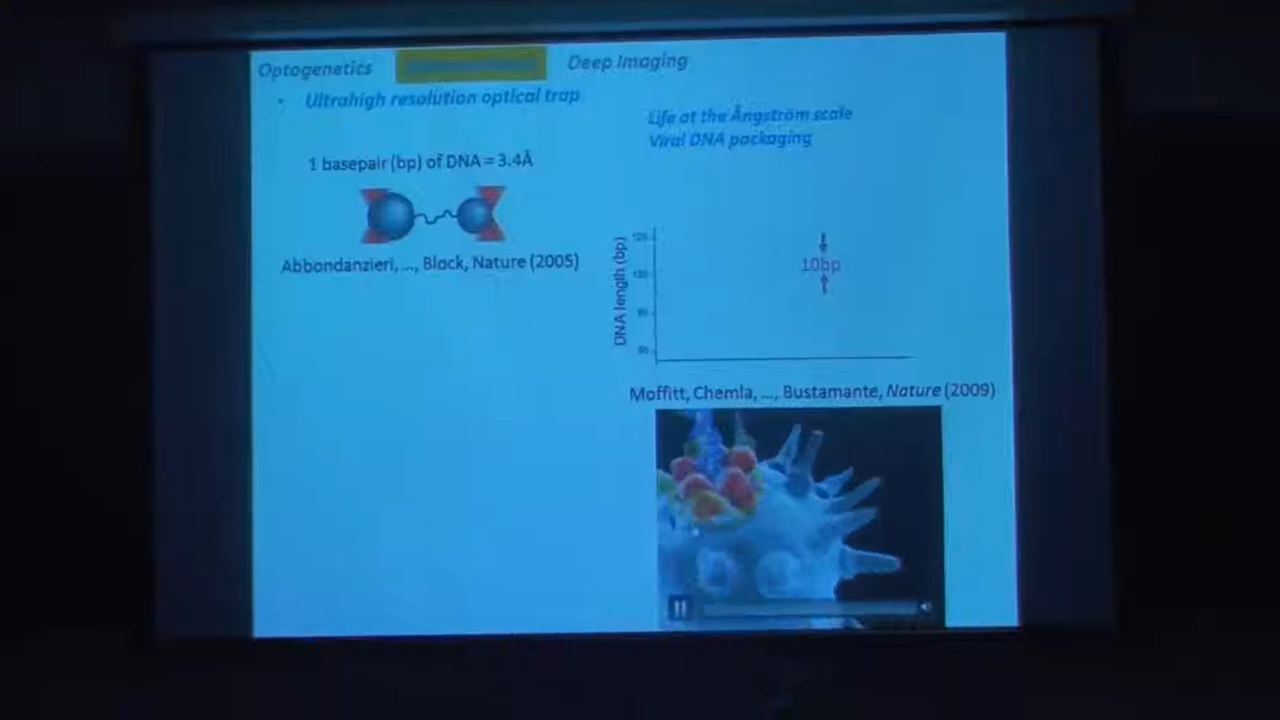 Optogenetics
Deep Imaging
• Ultrahigh resolution optical trap
Life at the Ångström scale
Viral DNA packaging
1 basepair (bp) of DNA = 3.4Å
Abbondanzieri, ..., Block, Nature (2005)
DNA length (bp)
10bp
Moffitt, Chemla, ..., Bustamante, Nature (2009)